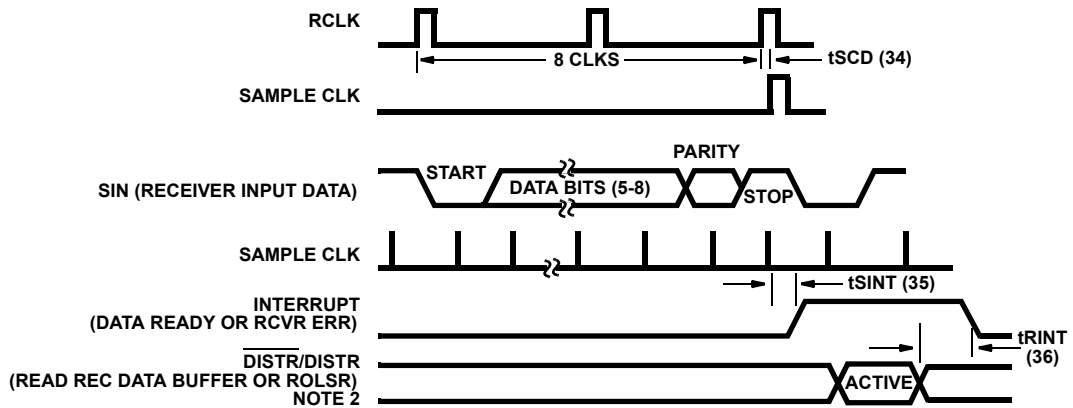 RCLK
8 CLKS
tSCD (34)
SAMPLE CLK
PARITY
START
SIN (RECEIVER INPUT DATA)
DATA BITS (5-8)
STOP
SAMPLE CLK
tSINT (35)
INTERRUPT
(DATA READY OR RCVR ERR)
tRINT
(36)
DISTR/DISTR
(READ REC DATA BUFFER OR ROLSR)
ACTIVE
NOTE 2